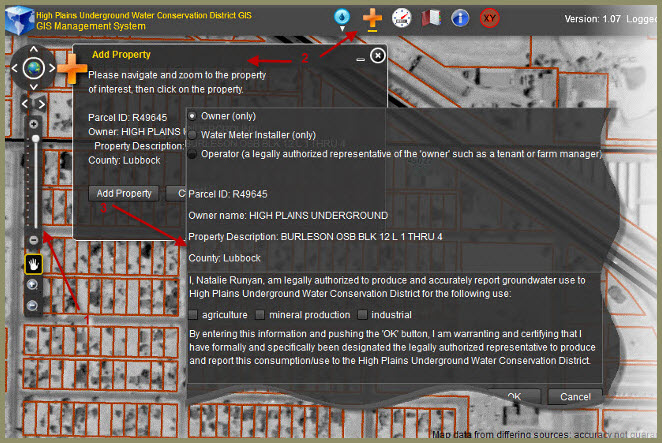 High Plains Underground Water Conservation District GIS
GIS Management System
XY
Version: 1.07 Logged
2
Add Property
Please navigate and zoom to the property
of interest, then click on the property.
Parcel ID: R49645
Owner: HIGH PLAINS
Property Description:
County: Lubbock
Add Property
C
Owner (only)
Water Meter Installer (only)
Operator (a legally authorized representative of the 'owner' such as a tenant or farm manager)
Parcel ID: R49645
Owner name: HIGH PLAINS UNDERGROUND
Property Description: BURLESON OSB BLK 12 L 1 THRU 4
County: Lubbock
I, Natalie Runyan, am legally authorized to produce and accurately report groundwater use to
High Plains Underground Water Conservation District for the following use:
agriculture
mineral production
industrial
By entering this information and pushing the 'OK' button, I am warranting and certifying that I
have formally and specifically been designated the legally authorized representative to produce
and report this consumption/use to the High Plains Underground Water Conservation District.
OK
Cancel
3
1
Map data from differing sources: accuracy not guara